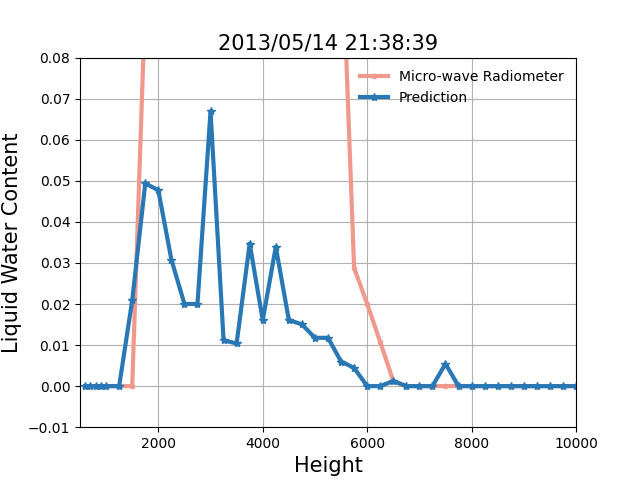 2013/05/14 21:38:39
Micro-wave Radiometer
Prediction
Liquid Water Content
0.08
0.07
0.06
0.05
0.04
0.03
0.02
0.01
0.00
−0.01
2000 4000 6000 8000 10000
Height